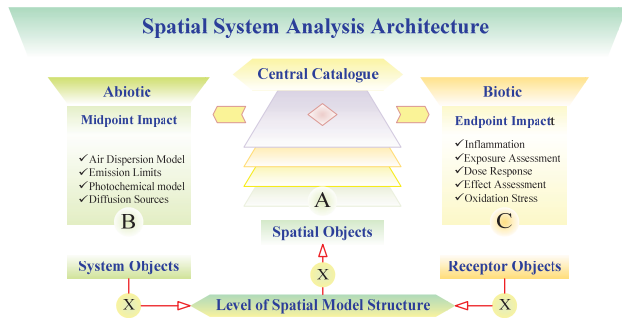 Spatial System Analysis Architecture
Central Catalogue
Abiotic
Midpoint Impact
✓Air Dispersion Model
✓Emission Limits
✓Photochemical model
✓Diffusion Sources
B
A
Biotic
Endpoint Impactt
✓Inflammation
✓Exposure Assessment
✓Dose Response
✓Effect Assessment
✓Oxidation Stress
C
Spatial Objects
System Objects
Receptor Objects
X
X
X
Level of Spatial Model Structure